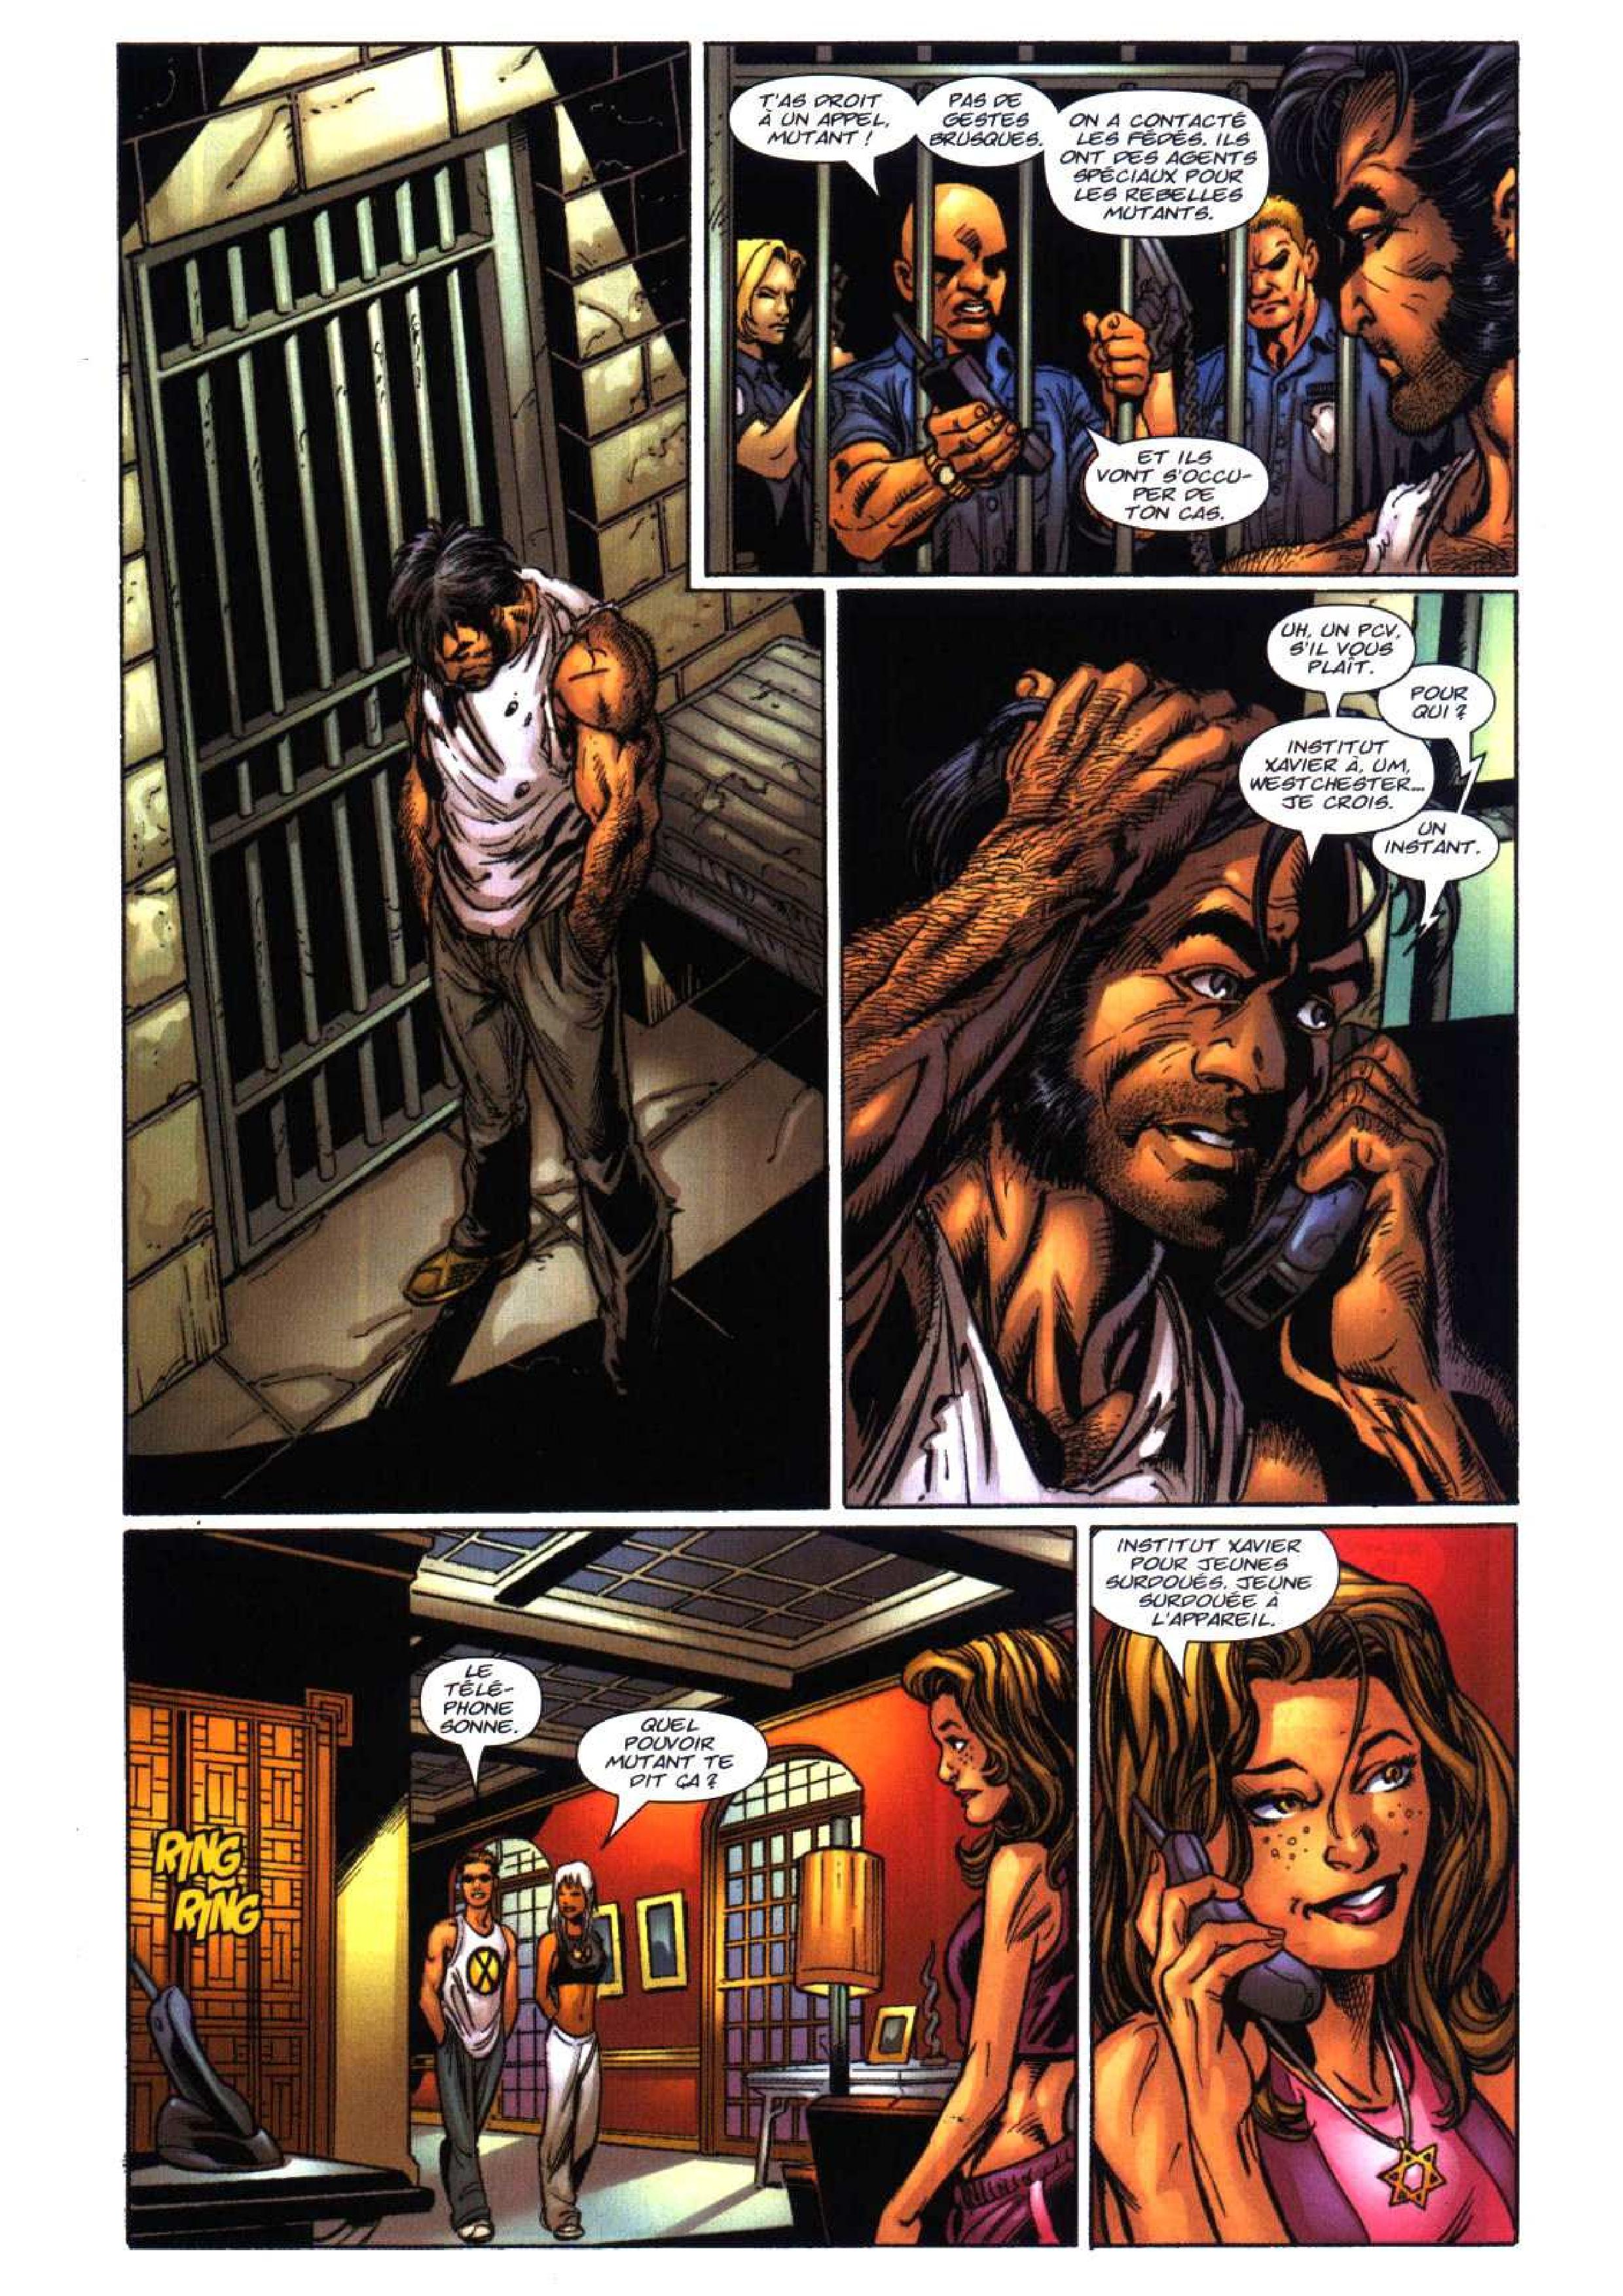 T'AS DROIT
À UN APPEL,
MUTANT !
PAS DE
GESTES
BRUSQUES.
ON A CONTACTÉ
LES FÉDÉS. ILS
ONT DES AGENTS
SPÉCIAUX POUR
LES REBELLES
MUTANTS.
ET ILS
VONT S'OCCU-
PER DE
TON CAS.
UH, UN PCV,
S'IL VOUS
PLAÎT.
POUR
QUI ?
INSTITUT
XAVIER À, UM,
WESTCHESTER...
JE CROIS.
UN
INSTANT.
RING
RING
LE
TÉLÉ-
PHONE
SONNE.
QUEL
POUVOIR
MUTANT TE
DIT ÇA ?
X
INSTITUT XAVIER
POUR JEUNES
SURDOUÉS. JEUNE
SURDOUÉE À
L'APPAREIL.